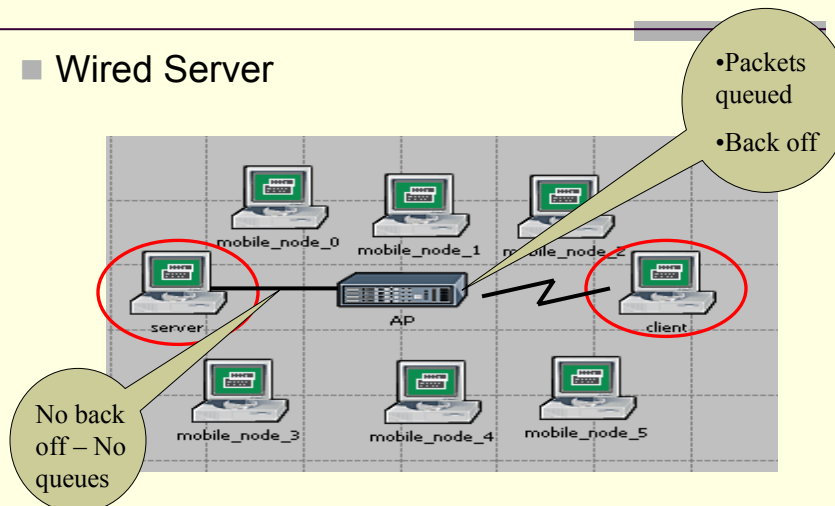 Wired Server
•Packets
queued
•Back off
mobile_node_0
mobile_node_1
mobile_node_2
server
AP
client
No back
off – No
queues
mobile_node_3
mobile_node_4
mobile_node_5